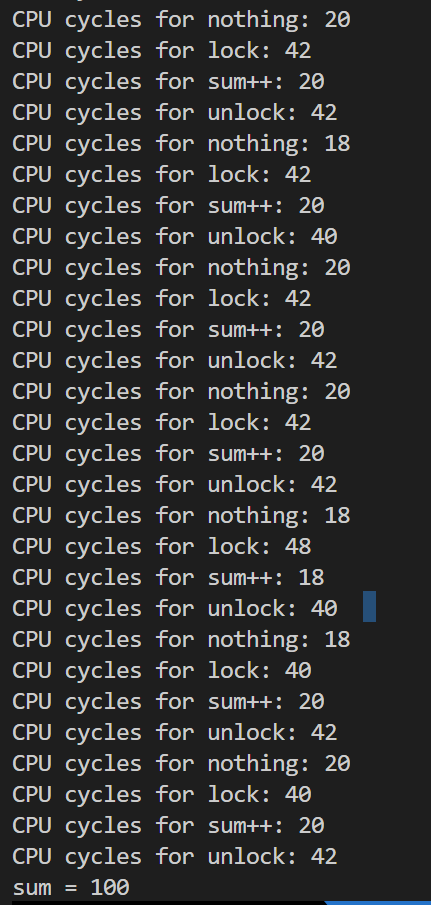 CPU cycles for nothing: 20
CPU cycles for lock: 42
CPU cycles for sum++: 20
CPU cycles for unlock: 42
CPU cycles for nothing: 18
CPU cycles for lock: 42
CPU cycles for sum++: 20
CPU cycles for unlock: 40
CPU cycles for nothing: 20
CPU cycles for lock: 42
CPU cycles for sum++: 20
CPU cycles for unlock: 42
CPU cycles for nothing: 20
CPU cycles for lock: 42
CPU cycles for sum++: 20
CPU cycles for unlock: 42
CPU cycles for nothing: 18
CPU cycles for lock: 48
CPU cycles for sum++: 18
CPU cycles for unlock: 40
CPU cycles for nothing: 18
CPU cycles for lock: 40
CPU cycles for sum++: 20
CPU cycles for unlock: 42
CPU cycles for nothing: 20
CPU cycles for lock: 40
CPU cycles for sum++: 20
CPU cycles for unlock: 42
sum = 100